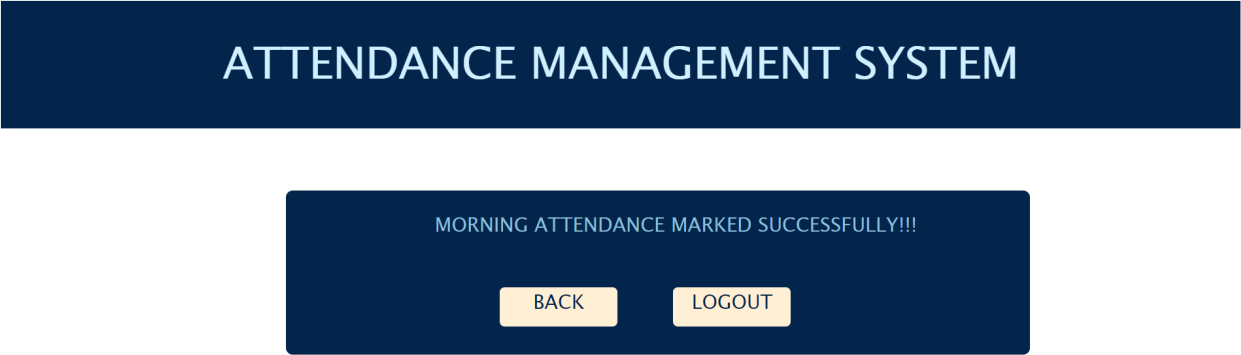 ATTENDANCE MANAGEMENT SYSTEM
MORNING ATTENDANCE MARKED SUCCESSFULLY!!!
BACK LOGOUT